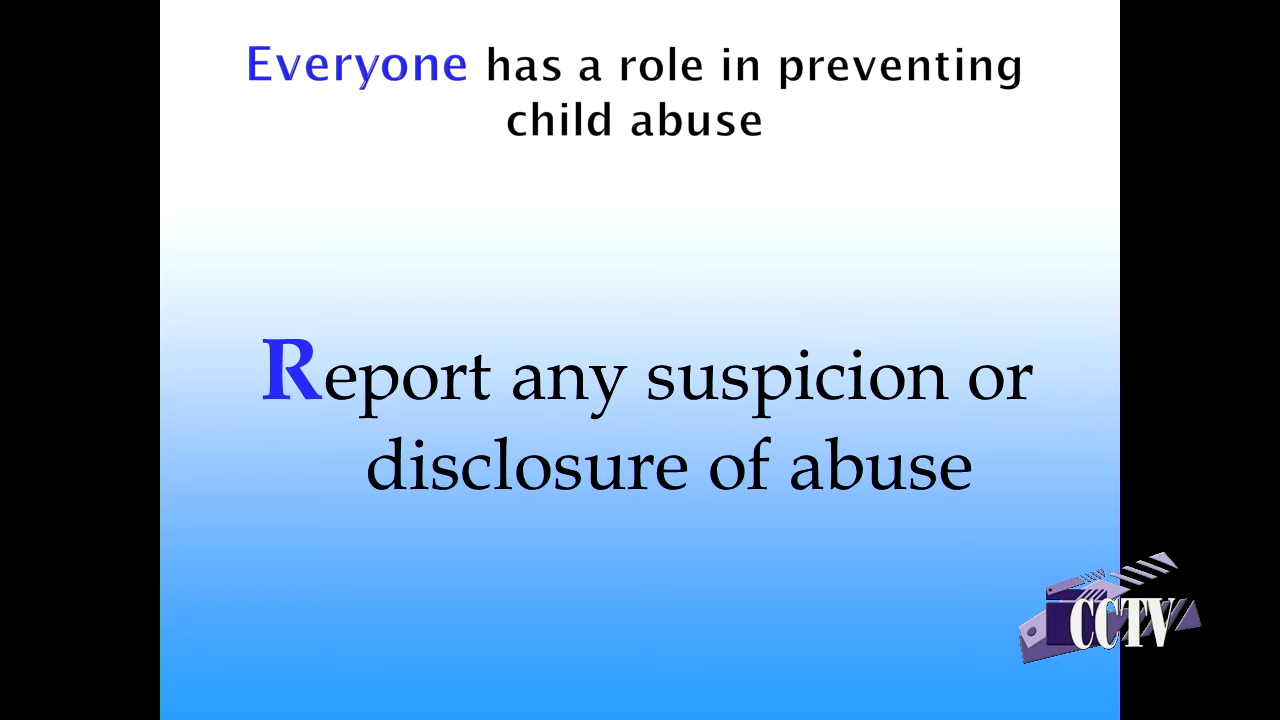 Everyone has a role in preventing
child abuse
Report any suspicion or
disclosure of abuse
CCTV